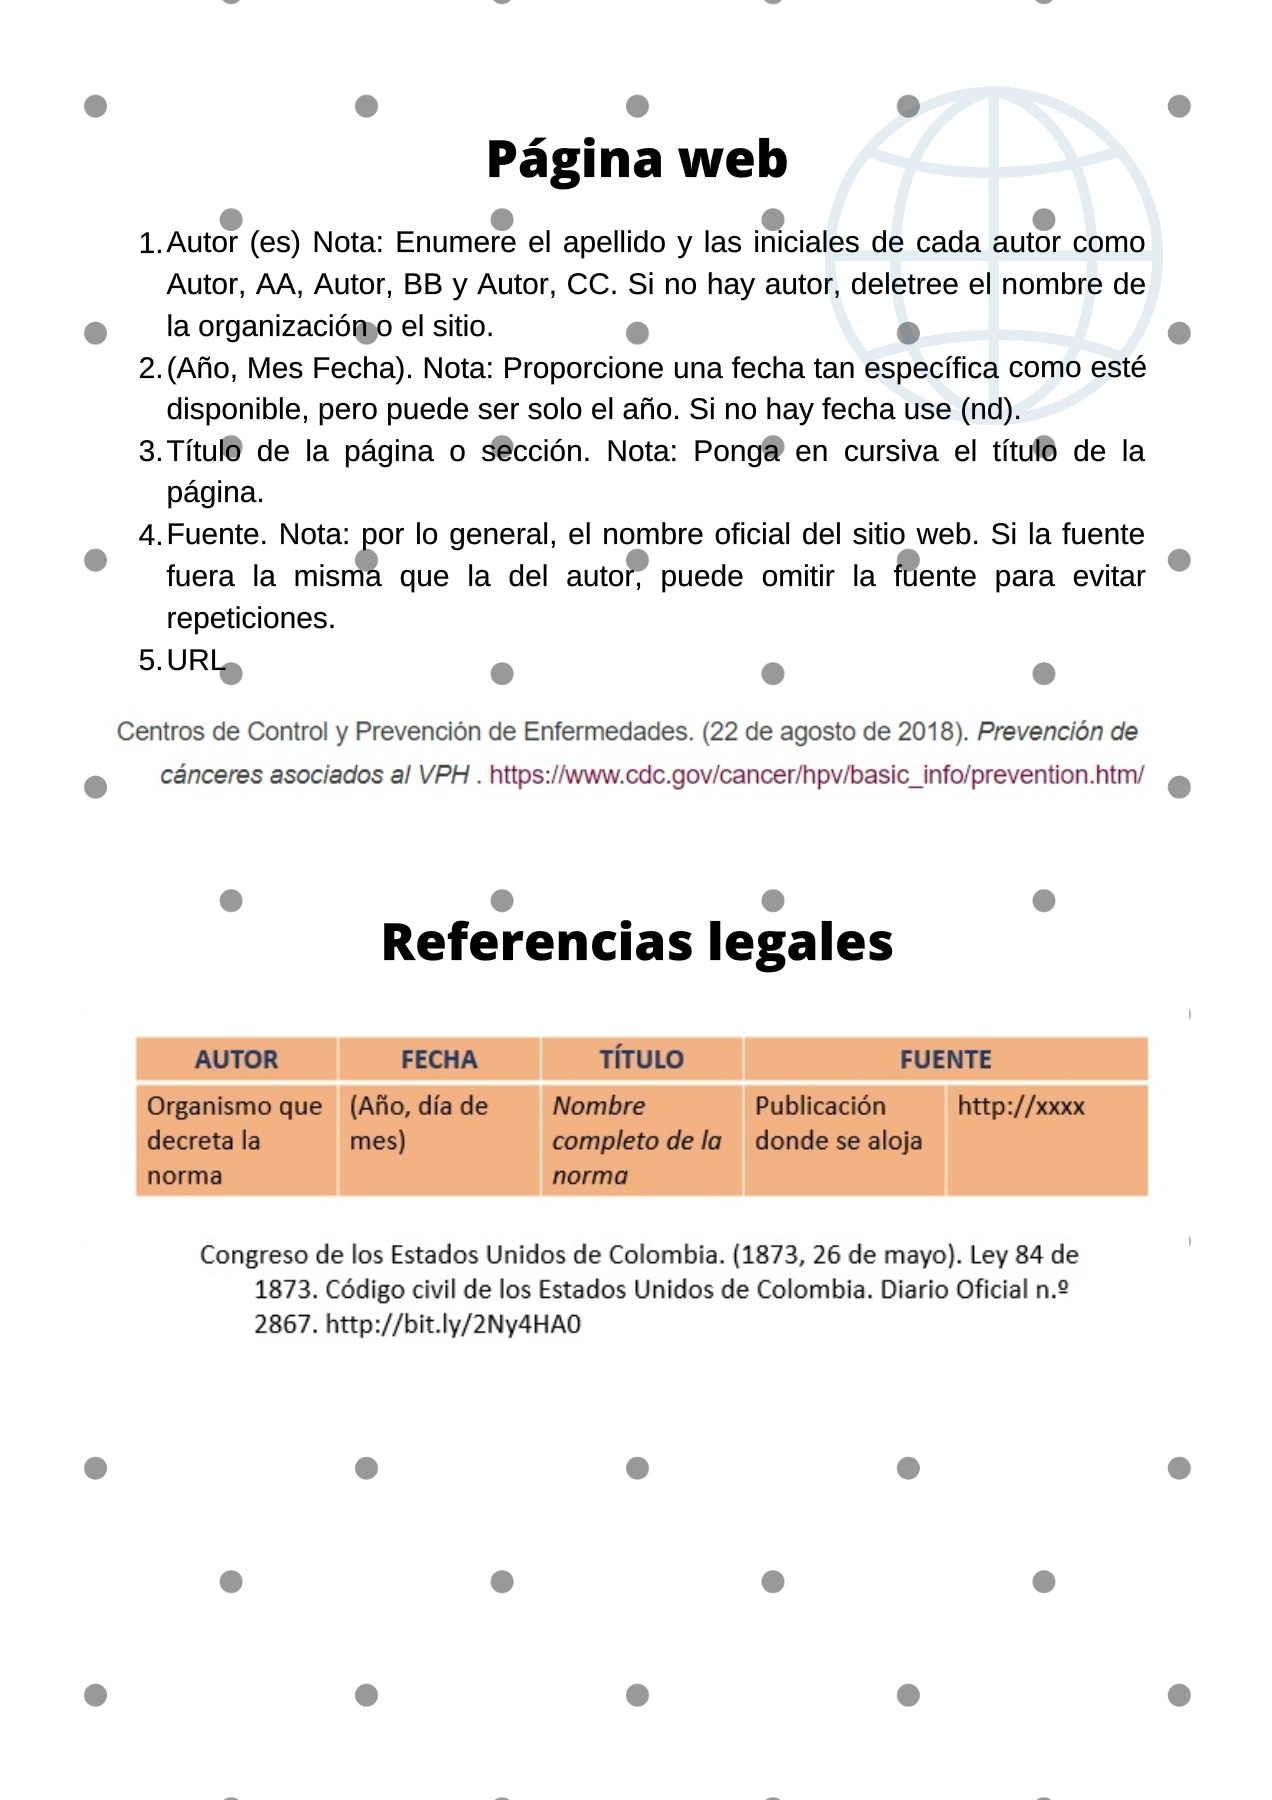 Página web
1. Autor (es) Nota: Enumere el apellido y las iniciales de cada autor como
Autor, AA, Autor, BB y Autor, CC. Si no hay autor, deletree el nombre de
la organización o el sitio.
2. (Año, Mes Fecha). Nota: Proporcione una fecha tan específica como esté
disponible, pero puede ser solo el año. Si no hay fecha use (nd).
3. Título de la página o sección. Nota: Ponga en cursiva el título de la
página.
4. Fuente. Nota: por lo general, el nombre oficial del sitio web. Si la fuente
fuera la misma que la del autor, puede omitir la fuente para evitar
repeticiones.
5. URL
Centros de Control y Prevención de Enfermedades. (22 de agosto de 2018). Prevención de
cánceres asociados al VPH . https://www.cdc.gov/cancer/hpv/basic_info/prevention.htm/
Referencias legales
AUTOR FECHA TÍTULO FUENTE
Organismo que (Año, día de Nombre Publicación http://xxxx
decreta la mes) completo de la donde se aloja
norma norma
Congreso de los Estados Unidos de Colombia. (1873, 26 de mayo). Ley 84 de
1873. Código civil de los Estados Unidos de Colombia. Diario Oficial n.º
2867. http://bit.ly/2Ny4HA0